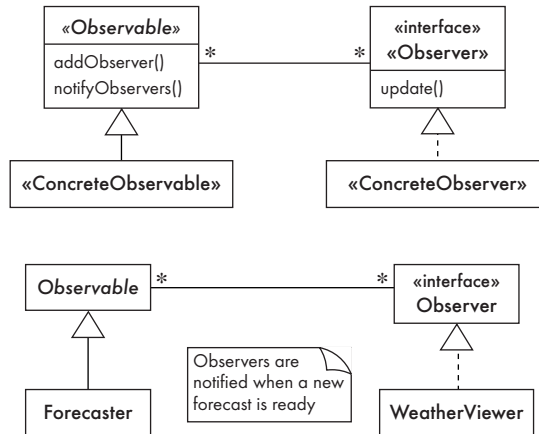 «Observable»
addObserver()
notifyObservers()
*
*
«interface»
«Observer»
update()
«ConcreteObservable»
«ConcreteObserver»
Observable
*
*
«interface»
Observer
Observers are
notified when a new
forecast is ready
Forecaster
WeatherViewer